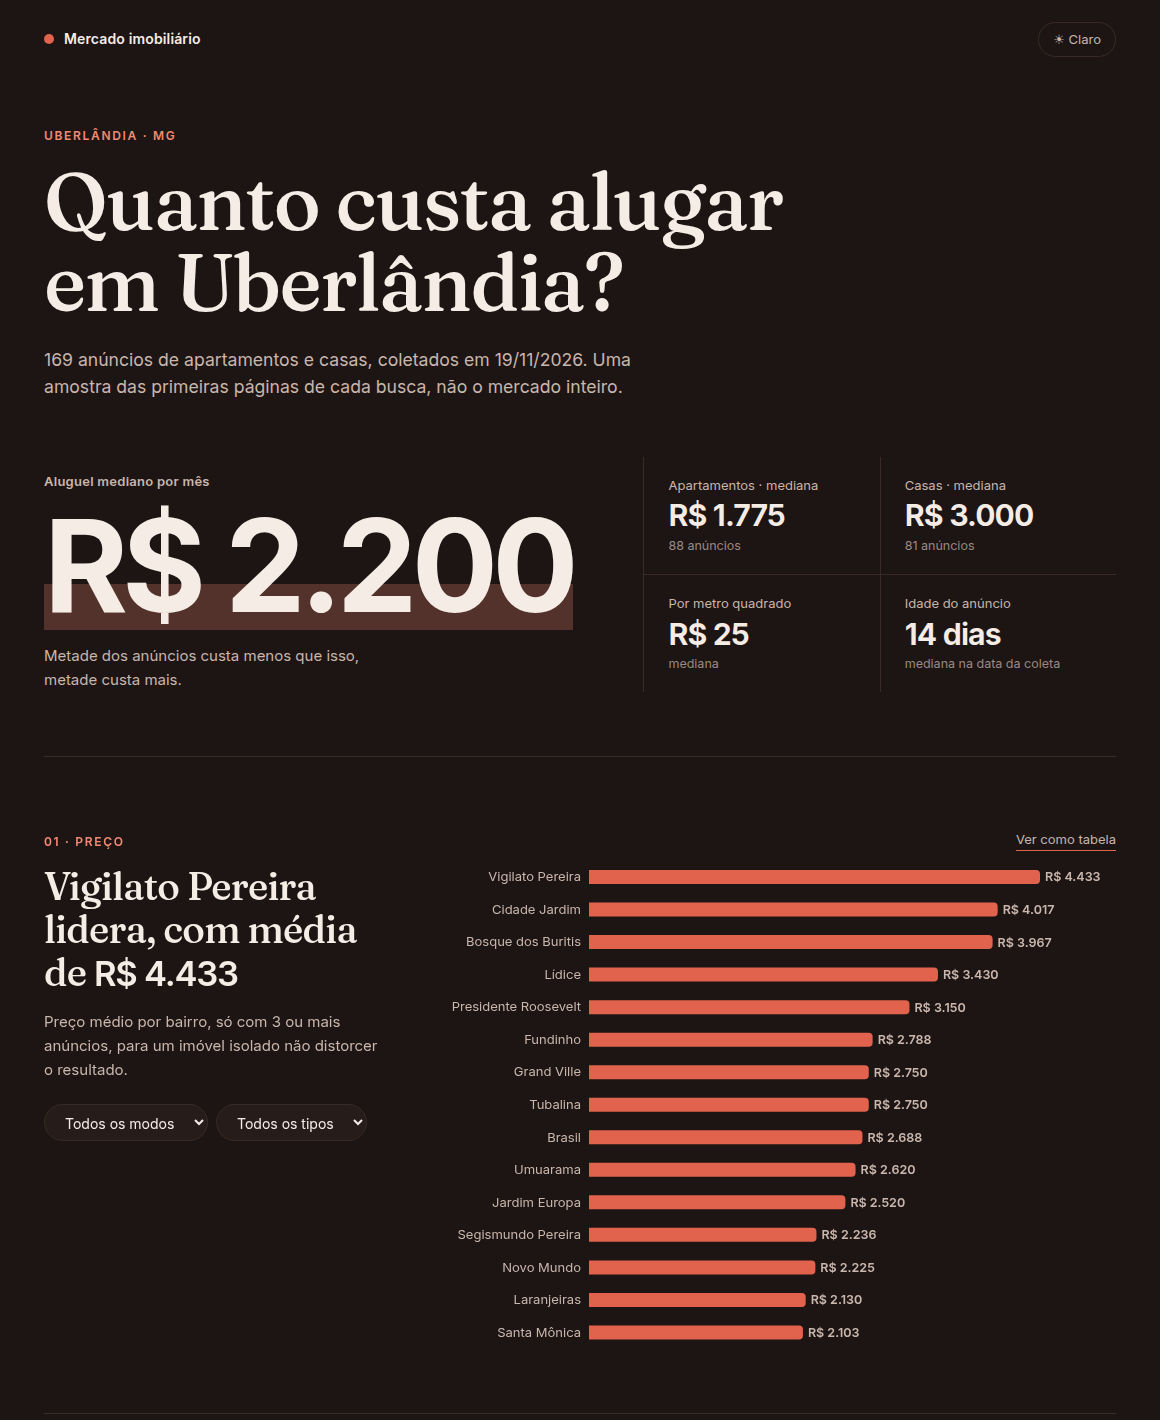 Mercado imobiliário
☀ Claro
UBERLÂNDIA · MG
Quanto custa alugar
em Uberlândia?
169 anúncios de apartamentos e casas, coletados em 19/11/2026. Uma
amostra das primeiras páginas de cada busca, não o mercado inteiro.
Aluguel mediano por mês
R$ 2.200
Metade dos anúncios custa menos que isso,
metade custa mais.
Apartamentos · mediana
R$ 1.775
88 anúncios
Casas · mediana
R$ 3.000
81 anúncios
Por metro quadrado
R$ 25
mediana
Idade do anúncio
14 dias
mediana na data da coleta
01 · PREÇO
Vigilato Pereira
lidera, com média
de R$ 4.433
Preço médio por bairro, só com 3 ou mais
anúncios, para um imóvel isolado não distorcer
o resultado.
Todos os modos
Todos os tipos
Ver como tabela
Vigilato Pereira R$ 4.433
Cidade Jardim R$ 4.017
Bosque dos Buritis R$ 3.967
Lídice R$ 3.430
Presidente Roosevelt R$ 3.150
Fundinho R$ 2.788
Grand Ville R$ 2.750
Tubalina R$ 2.750
Brasil R$ 2.688
Umuarama R$ 2.620
Jardim Europa R$ 2.520
Segismundo Pereira R$ 2.236
Novo Mundo R$ 2.225
Laranjeiras R$ 2.130
Santa Mônica R$ 2.103